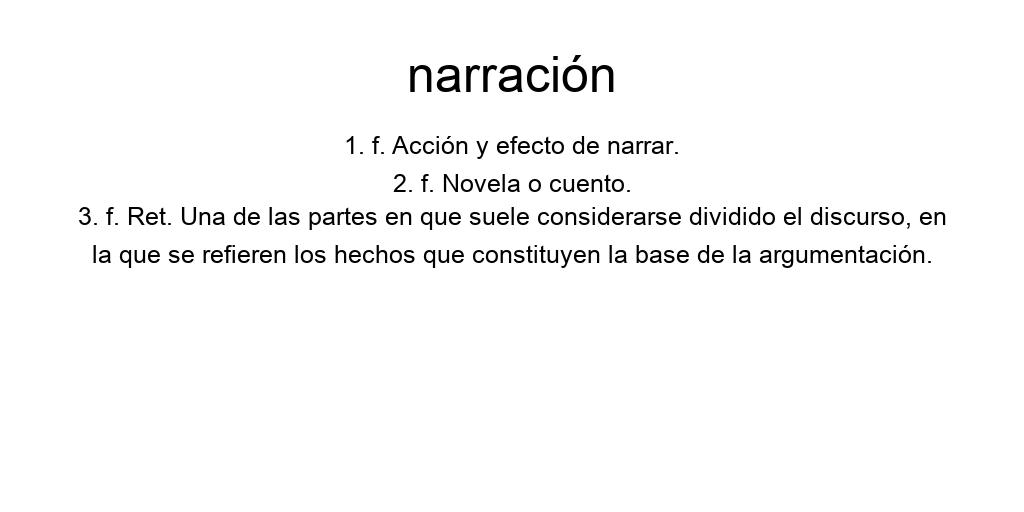 narración
1. f. Acción y efecto de narrar.
2. f. Novela o cuento.
3. f. Ret. Una de las partes en que suele considerarse dividido el discurso, en
la que se refieren los hechos que constituyen la base de la argumentación.